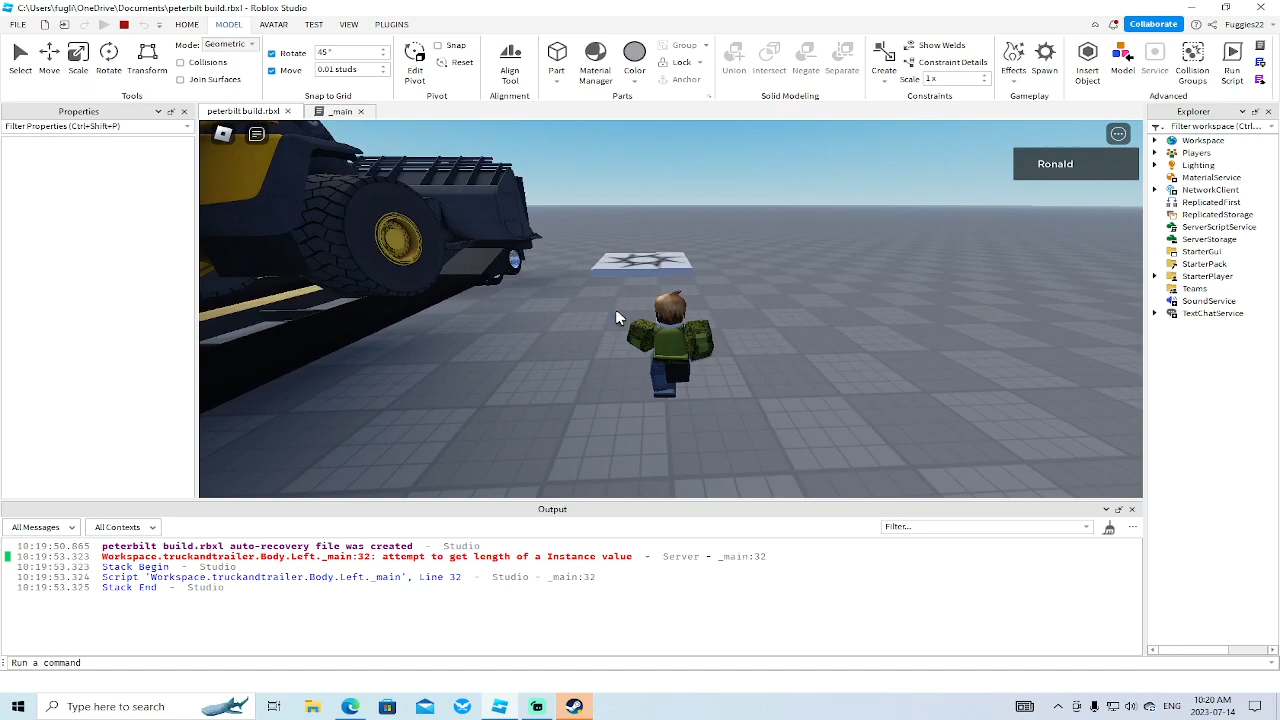 C:\Users\fugl\OneDrive\Documents\peterbilt build.rbxl - Roblox Studio
FILE HOME MODEL AVATAR TEST VIEW PLUGINS Collaborate Fuggies22
Mode: Geometric Rotate 45° Snap Group Show Welds
Collisions Move 0.01 studs Reset Lock Constraint Details
Join Surfaces Anchor Scale 1 x
Select Move Scale Rotate Transform Edit Pivot Align Tool Part Material Manager Color Union Intersect Negate Separate Create Effects Spawn Insert Object Model Service Collision Groups Run Script
Tools Snap to Grid Pivot Alignment Parts Solid Modeling Constraints Gameplay Advanced
Properties peterbilt build.rbxl _main Explorer
Filter Properties (Ctrl+Shift+P) Filter workspace (Ctrl...
Ronald
Workspace
Players
Lighting
MaterialService
NetworkClient
ReplicatedFirst
ReplicatedStorage
ServerScriptService
ServerStorage
StarterGui
StarterPack
StarterPlayer
Teams
SoundService
TextChatService
Output
All Messages All Contexts Filter...
10:19:50.865 peterbilt build.rbxl auto-recovery file was created - Studio
10:19:53.323 Workspace.truckandtrailer.Body.Left._main:32: attempt to get length of a Instance value - Server - _main:32
10:19:53.323 Stack Begin - Studio
10:19:53.324 Script 'Workspace.truckandtrailer.Body.Left._main', Line 32 - Studio - _main:32
10:19:53.325 Stack End - Studio
Run a command
Type here to search ENG 10:20 AM
2023-07-14